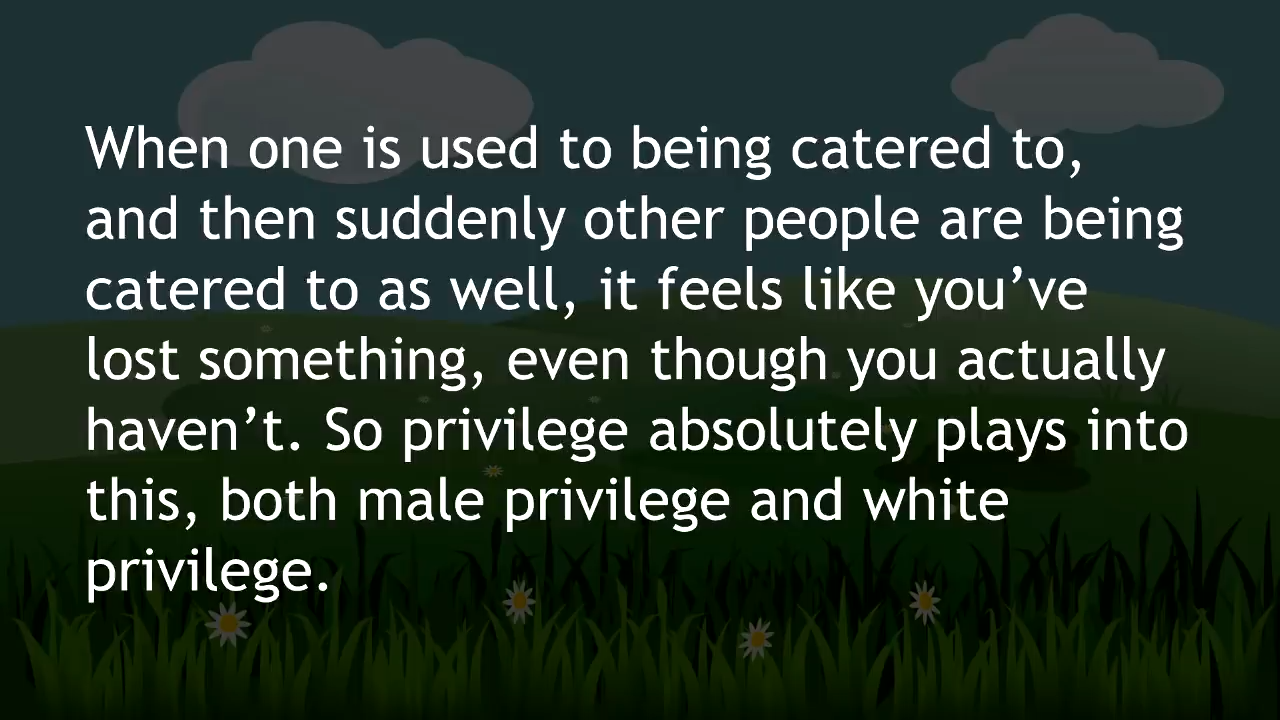 When one is used to being catered to,
and then suddenly other people are being
catered to as well, it feels like you’ve
lost something, even though you actually
haven’t. So privilege absolutely plays into
this, both male privilege and white
privilege.